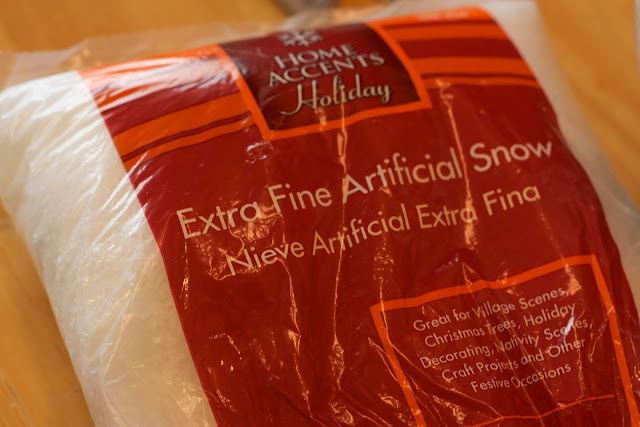 HOME
ACCENTS
Holiday
Extra Fine Artificial Snow
Nieve Artificial Extra Fina
Great for Village Scenes,
Christmas Trees, Holiday
Decorating, Nativity Scenes,
Craft Projects and Other
Festive Occasions